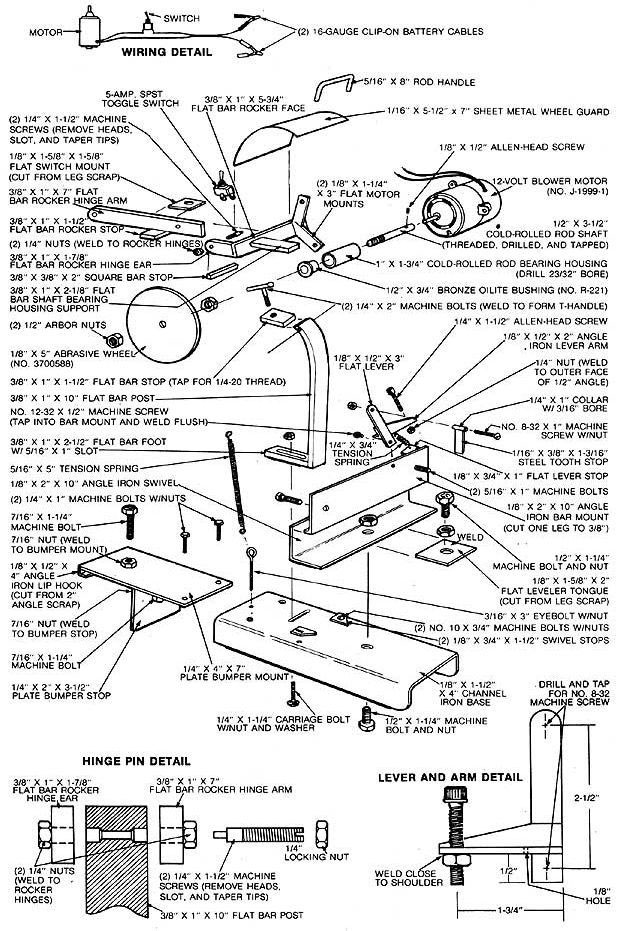 SWITCH
MOTOR
(2) 16-GAUGE CLIP-ON BATTERY CABLES
WIRING DETAIL
5/16" X 8" ROD HANDLE
5-AMP. SPST
TOGGLE SWITCH
3/8" X 1" X 5-3/4"
FLAT BAR ROCKER FACE
1/16" X 5-1/2" x 7" SHEET METAL WHEEL GUARD
(2) 1/4" X 1-1/2" MACHINE
SCREWS (REMOVE HEADS,
SLOT, AND TAPER TIPS)
1/8" X 1/2" ALLEN-HEAD SCREW
1/8" X 1-5/8" X 1-5/8"
FLAT SWITCH MOUNT
(CUT FROM LEG SCRAP)
(2) 1/8" X 1-1/4"
X 3" FLAT MOTOR
MOUNTS
12-VOLT BLOWER MOTOR
(NO. J-1999-1)
3/8" X 1" X 7" FLAT
BAR ROCKER HINGE ARM
3/8" X 1" X 1-1/2"
FLAT BAR ROCKER STOP
1/2" X 3-1/2"
COLD-ROLLED ROD SHAFT
(THREADED, DRILLED, AND TAPPED)
(2) 1/4" NUTS (WELD TO ROCKER HINGES)
3/8" X 1" X 1-7/8"
FLAT BAR ROCKER HINGE EAR
1" X 1-3/4" COLD-ROLLED ROD BEARING HOUSING
(DRILL 23/32" BORE)
3/8" X 3/8" X 2" SQUARE BAR STOP
3/8" X 1" X 2-1/8" FLAT
BAR SHAFT BEARING
HOUSING SUPPORT
1/2" X 3/4" BRONZE OILITE BUSHING (NO. R-221)
(2) 1/4" X 2" MACHINE BOLTS (WELD TO FORM T-HANDLE)
(2) 1/2" ARBOR NUTS
1/4" X 1-1/2" ALLEN-HEAD SCREW
1/8" X 1/2" X 2" ANGLE
IRON LEVER ARM
1/8" X 5" ABRASIVE WHEEL
(NO. 3700588)
1/8" X 1/2" X 3"
FLAT LEVER
1/4" NUT (WELD
TO OUTER FACE
OF 1/2" ANGLE)
3/8" X 1" X 1-1/2" FLAT BAR STOP (TAP FOR 1/4-20 THREAD)
1/4" X 1" COLLAR
W/3/16" BORE
3/8" X 1" X 10" FLAT BAR POST
NO. 12-32 X 1/2" MACHINE SCREW
(TAP INTO BAR MOUNT AND WELD FLUSH)
NO. 8-32 X 1" MACHINE
SCREW W/NUT
3/8" X 1" X 2-1/2" FLAT BAR FOOT
W/ 5/16" X 1" SLOT
1/4" X 3/4"
TENSION
SPRING
1/16" X 3/8" X 1-3/16"
STEEL TOOTH STOP
5/16" X 5" TENSION SPRING
1/8" X 3/4" X 1" FLAT LEVER STOP
1/8" X 2" X 10" ANGLE IRON SWIVEL
(2) 5/16" X 1" MACHINE BOLTS
(2) 1/4" X 1" MACHINE BOLTS W/NUTS
1/8" X 2" X 10" ANGLE
IRON BAR MOUNT
(CUT ONE LEG TO 3/8")
7/16" X 1-1/4"
MACHINE BOLT
7/16" NUT (WELD
TO BUMPER MOUNT)
WELD
1/2" X 1-1/4"
MACHINE BOLT AND NUT
1/8" X 1/2" X
4" ANGLE
IRON LIP HOOK
(CUT FROM 2"
ANGLE SCRAP)
1/8" X 1-5/8" X 2"
FLAT LEVELER TONGUE
(CUT FROM LEG SCRAP)
3/16" X 3" EYEBOLT W/NUT
7/16" NUT (WELD
TO BUMPER STOP)
(2) NO. 10 X 3/4" MACHINE BOLTS W/NUTS
(2) 1/8" X 3/4" X 1-1/2" SWIVEL STOPS
7/16" X 1-1/4"
MACHINE BOLT
1/4" X 4" X 7"
PLATE BUMPER MOUNT
1/8" X 1-1/2"
X 4" CHANNEL
IRON BASE
1/4" X 2" X 3-1/2"
PLATE BUMPER STOP
DRILL AND TAP
FOR NO. 8-32
MACHINE SCREW
1/4" X 1-1/4" CARRIAGE BOLT
W/NUT AND WASHER
1/2" X 1-1/4" MACHINE
BOLT AND NUT
HINGE PIN DETAIL
LEVER AND ARM DETAIL
3/8" X 1" X 1-7/8"
FLAT BAR ROCKER
HINGE EAR
3/8" X 1" X 7"
FLAT BAR ROCKER HINGE ARM
2-1/2"
1/4"
LOCKING NUT
(2) 1/4" NUTS
(WELD TO
ROCKER
HINGES)
(2) 1/4" X 1-1/2" MACHINE
SCREWS (REMOVE HEADS,
SLOT, AND TAPER TIPS)
WELD CLOSE
TO SHOULDER
1/2"
1/8"
HOLE
3/8" X 1" X 10" FLAT BAR POST
1-3/4"